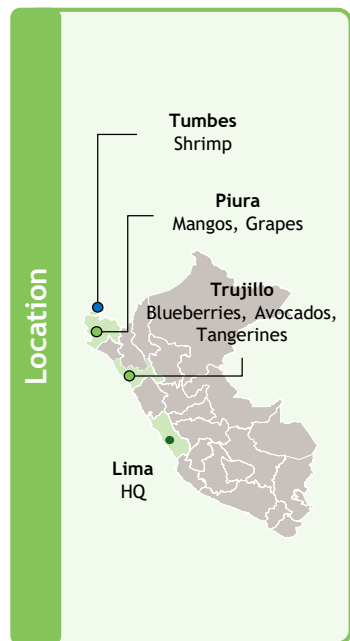 Location
Tumbes
Shrimp
Piura
Mangos, Grapes
Trujillo
Blueberries, Avocados,
Tangerines
Lima
HQ